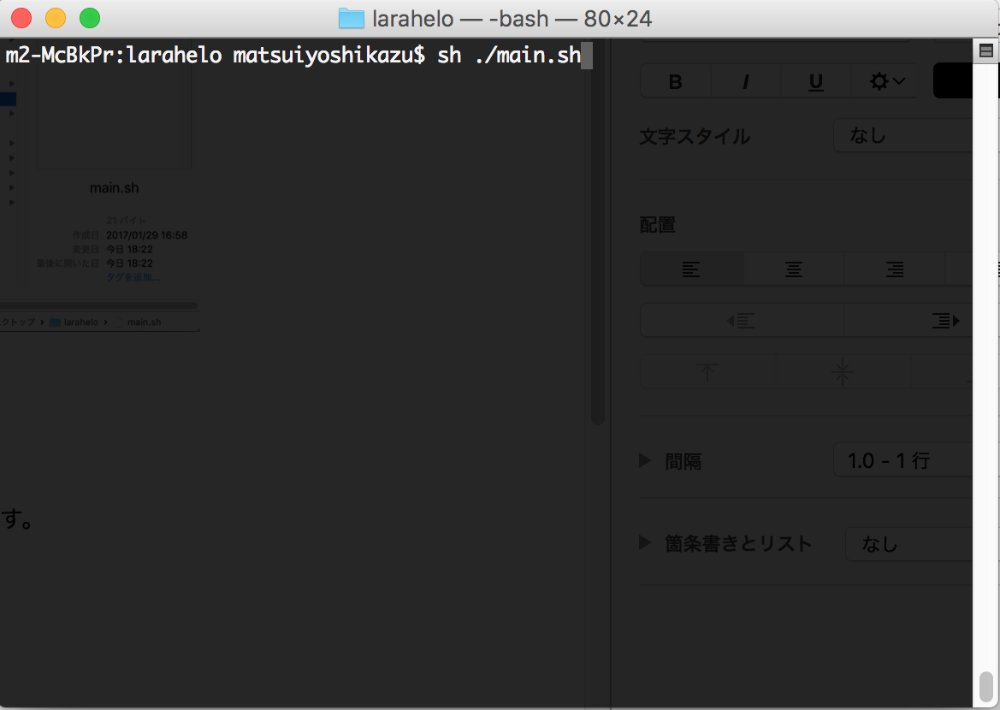 larahelo — -bash — 80×24
m2-McBkPr:larahelo matsuiyoshikazu$ sh ./main.sh
B I U
文字スタイル なし
main.sh
21 バイト
作成日 2017/01/29 16:58
変更日 今日 18:22
最後に開いた日 今日 18:22
タグを追加...
クトップ › larahelo › main.sh
配置
間隔 1.0 - 1 行
す。
箇条書きとリスト なし